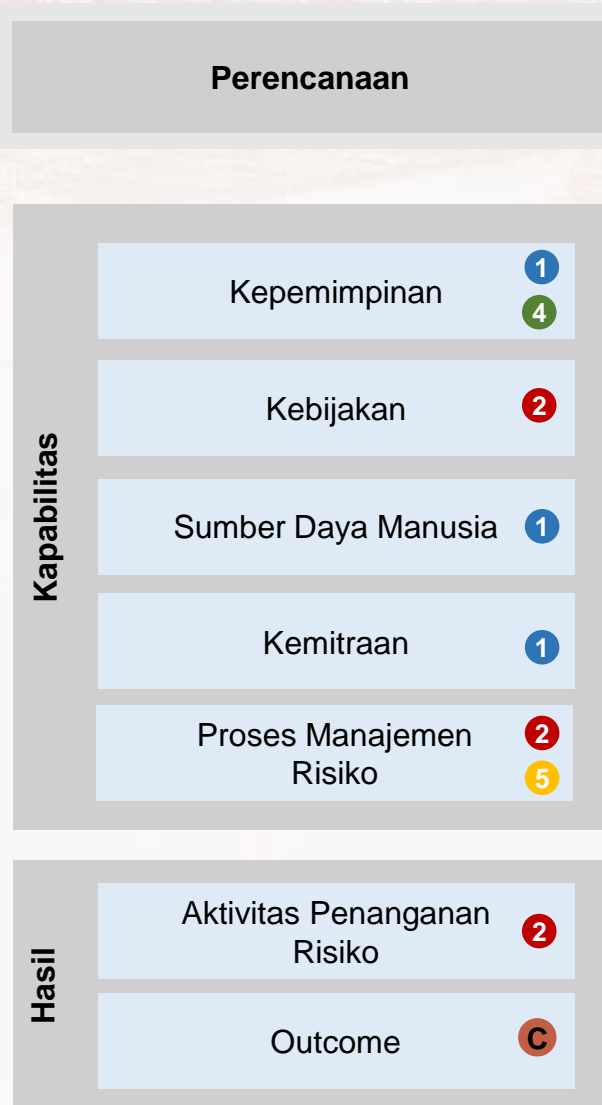 Perencanaan
Kapabilitas
Kepemimpinan
1
4
Kebijakan
2
Sumber Daya Manusia
1
Kemitraan
1
Proses Manajemen
Risiko
2
5
Hasil
Aktivitas Penanganan
Risiko
2
Outcome
C